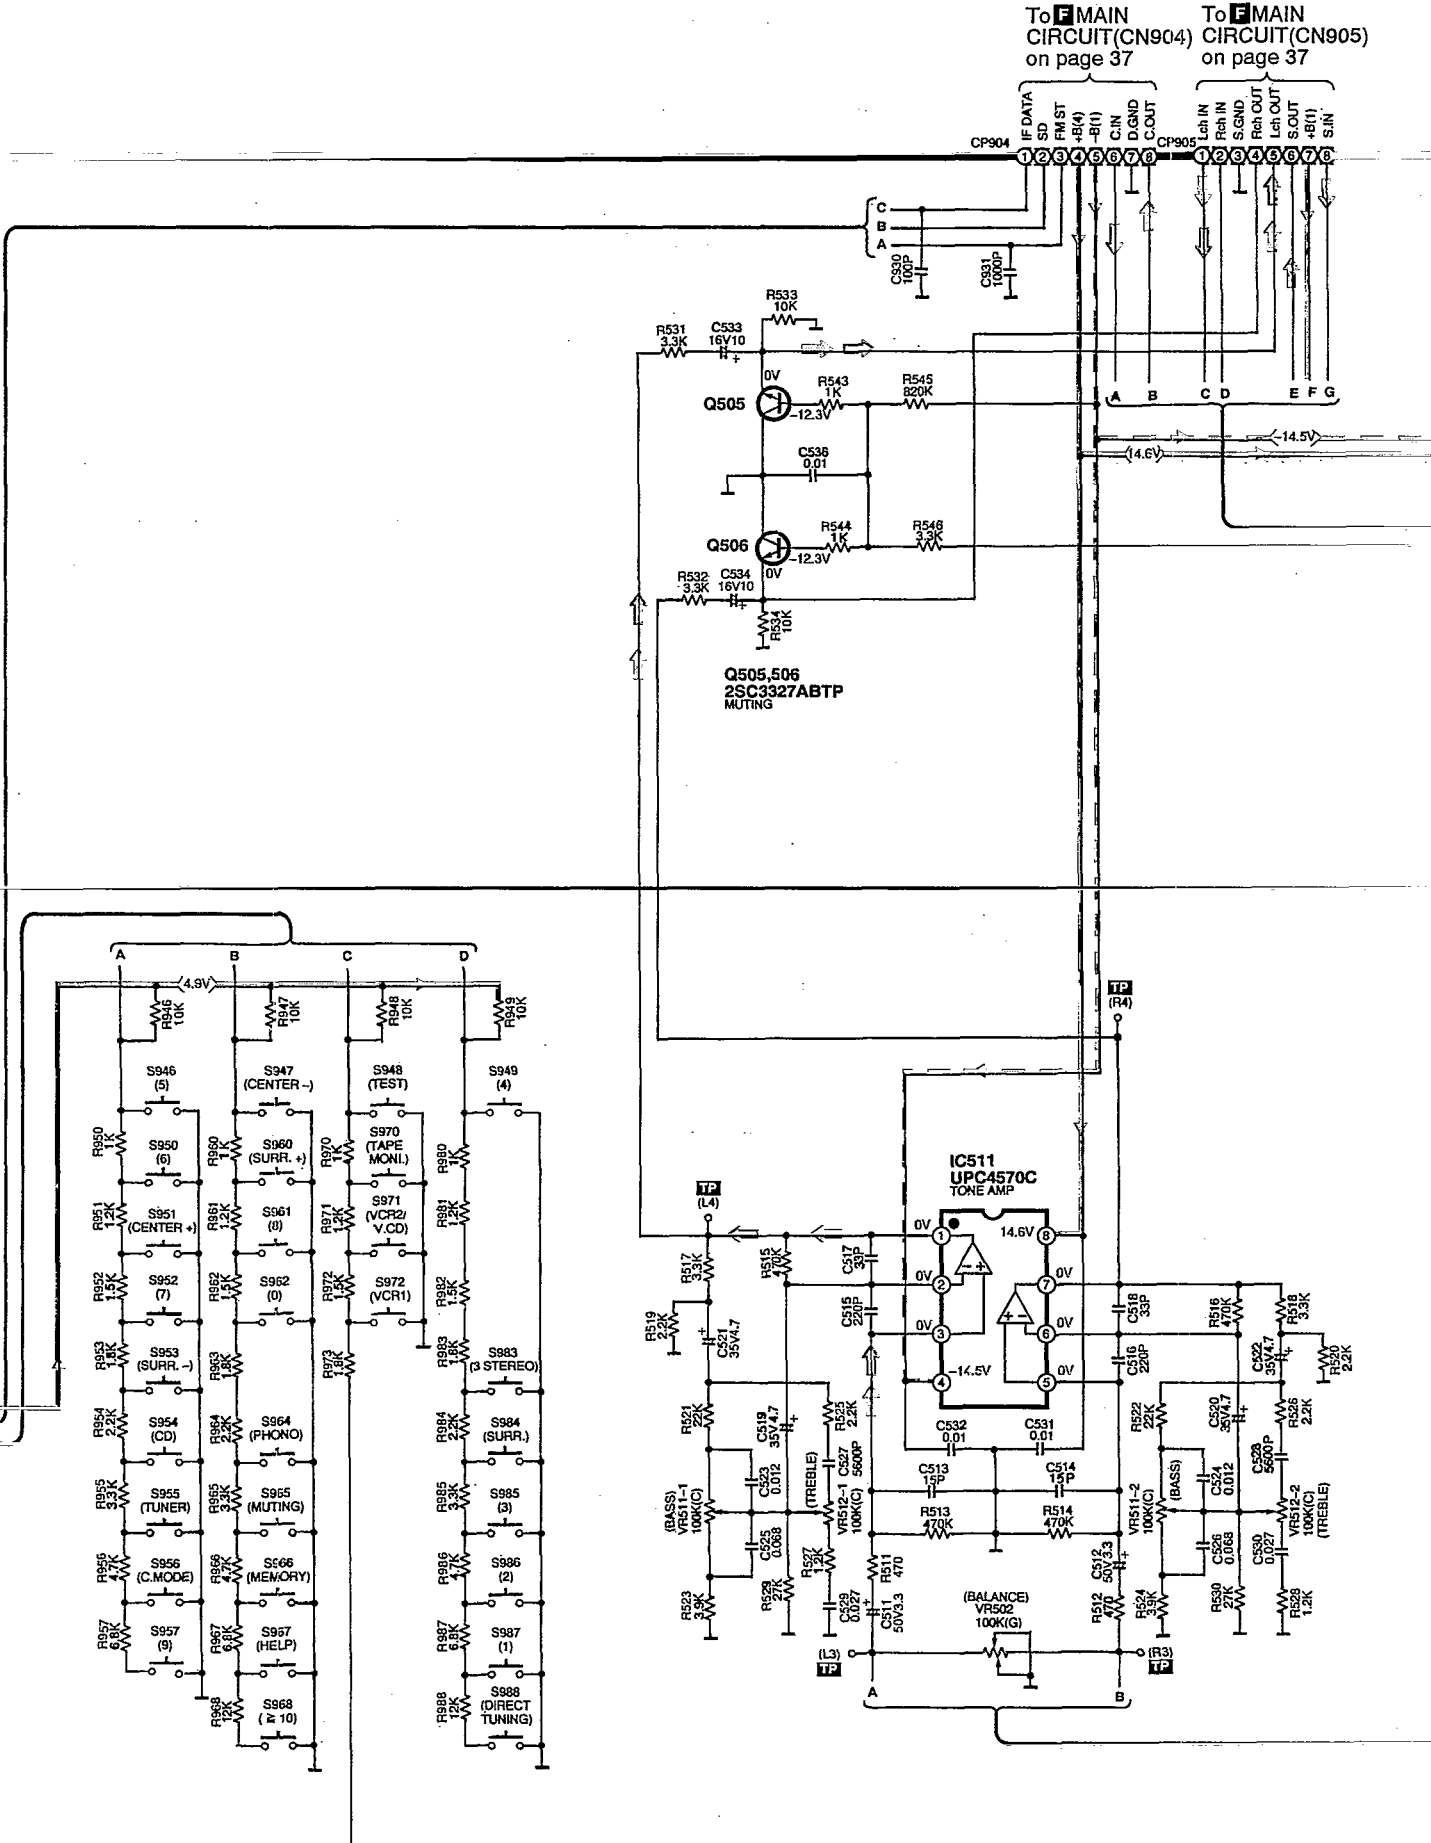 To F MAIN
CIRCUIT(CN904)
on page 37
To F MAIN
CIRCUIT(CN905)
on page 37
CP904
IF DATA
SD
FM ST
+B(4)
-B(1)
C.IN
D.GND
C.OUT
1 2 3 4 5 6 7 8
CP905
Lch IN
Rch IN
S.GND
Rch OUT
Lch OUT
S.OUT
+B(1)
S.IN
1 2 3 4 5 6 7 8
C
B
A
C930
100P
C931
1000P
R533
10K
R531
3.3K
C533
16V10
+
0V
Q505
-12.3V
R543
1K
R545
820K
A B C D E F G
-14.5V
14.6V
C536
0.01
Q506
-12.3V
0V
R544
1K
R546
3.3K
R532
3.3K
C534
16V10
+
R534
10K
Q505,506
2SC3327ABTP
MUTING
A B C D
4.9V
R946
10K
R947
10K
R948
10K
R949
10K
S946
(5)
S947
(CENTER -)
S948
(TEST)
S949
(4)
R950
1K
S950
(6)
R960
1K
S960
(SURR. +)
R970
1K
S970
(TAPE
MONI.)
R980
1K
R951
1.2K
S951
(CENTER +)
R961
1.2K
S961
(8)
R971
1.2K
S971
(VCR2/
V.CD)
R981
1.2K
R952
1.5K
S952
(7)
R962
1.5K
S962
(0)
R972
1.5K
S972
(VCR1)
R982
1.5K
R953
1.8K
S953
(SURR. -)
R963
1.8K
R973
1.8K
R983
1.8K
S983
(3 STEREO)
R954
2.2K
S954
(CD)
R964
2.2K
S964
(PHONO)
R984
2.2K
S984
(SURR.)
R955
3.3K
S955
(TUNER)
R965
3.3K
S965
(MUTING)
R985
3.3K
S985
(3)
R956
4.7K
S956
(C.MODE)
R966
4.7K
S966
(MEMORY)
R986
4.7K
S986
(2)
R957
6.8K
S957
(9)
R967
6.8K
S967
(HELP)
R987
6.8K
S987
(1)
R968
12K
S968
(≧ 10)
R988
12K
S988
(DIRECT
TUNING)
TP
(R4)
IC511
UPC4570C
TONE AMP
TP
(L4)
0V 1
14.6V 8
0V 2
7 0V
0V 3
6 0V
-14.5V 4
5 0V
R517
3.3K
R515
470K
C517
33P
C515
220P
R519
2.2K
C521
35V4.7
+
C518
33P
C516
220P
R516
470K
R518
3.3K
C522
35V4.7
+
R520
2.2K
R521
22K
C519
35V4.7
+
R525
2.2K
C527
5600P
C532
0.01
C531
0.01
C513
15P
C514
15P
R513
470K
R514
470K
(BASS)
VR511-1
100K(C)
C523
0.012
C525
0.068
(TREBLE)
VR512-1
100K(C)
R527
1.2K
R523
3.9K
R529
27K
C529
0.027
R511
470
C511
50V3.3
+
C512
50V3.3
+
R512
470
(BALANCE)
VR502
100K(G)
(L3)
TP
(R3)
TP
A B
R522
22K
C520
35V4.7
+
R526
2.2K
C528
5600P
VR511-2
100K(C)
(BASS)
C524
0.012
C526
0.068
VR512-2
100K(C)
(TREBLE)
C530
0.027
R524
3.9K
R530
27K
R528
1.2K